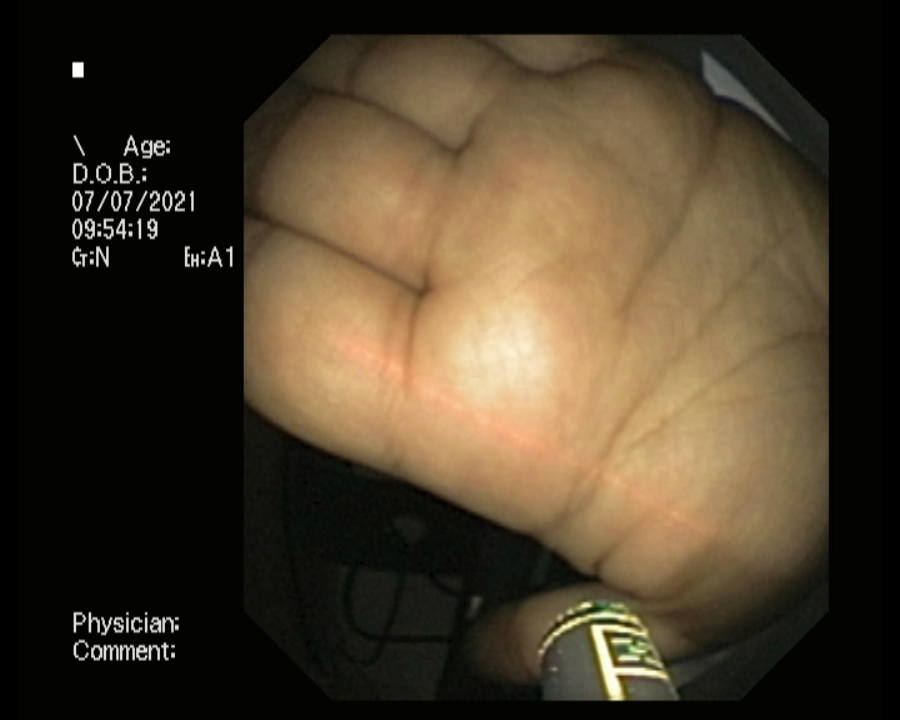 \ Age:
D.O.B.:
07/07/2021
09:54:19
Cr:N EH:A1
Physician:
Comment: